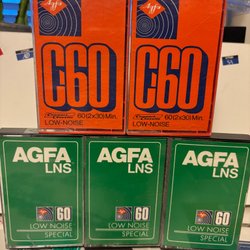 Agfa
C60
60(2x30)Min.
LOW-NOISE
Agfa
C60
60(2x30)Min.
LOW-NOISE
AGFA
LNS
60
LOW NOISE
SPECIAL
AGFA
LNS
60
LOW NOISE
SPECIAL
AGFA
LNS
60
LOW NOISE
SPECIAL